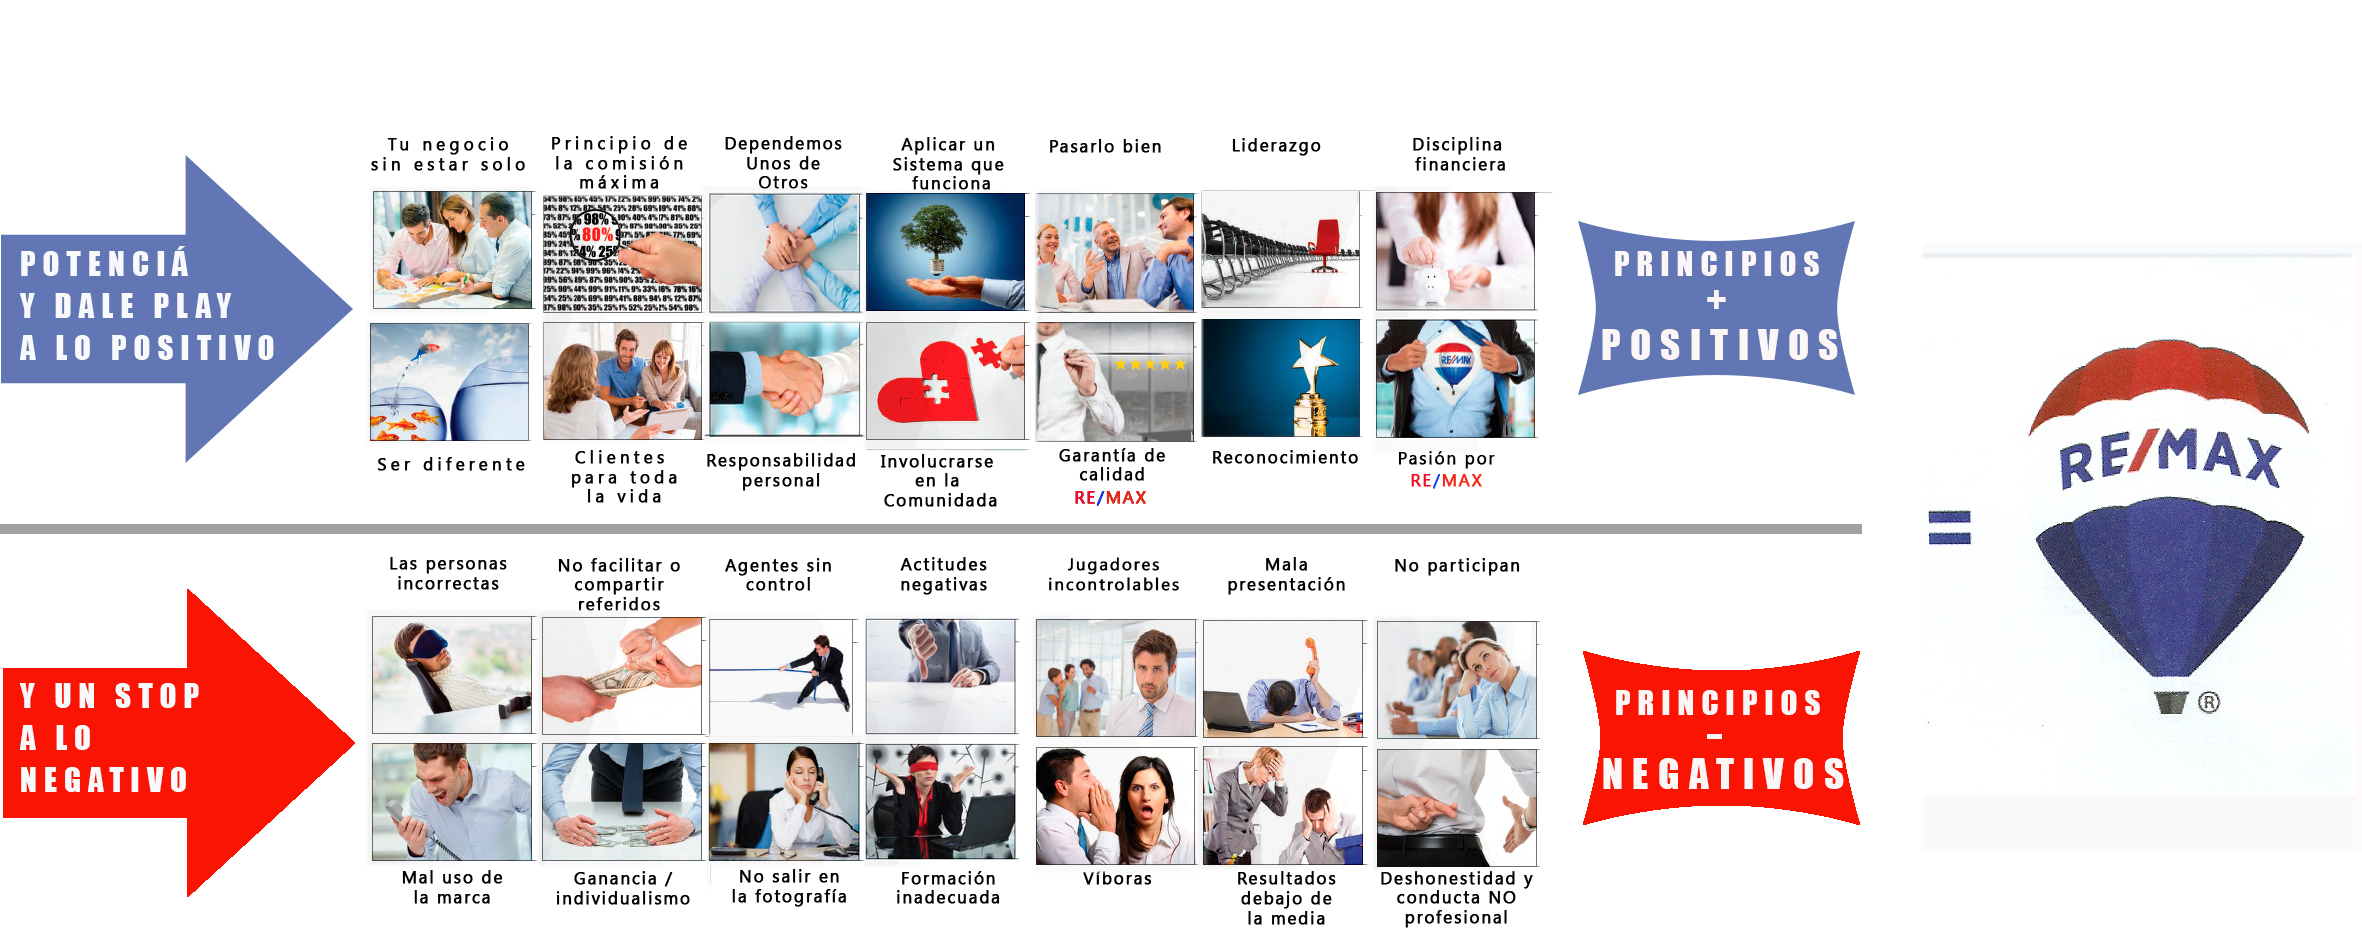 POTENCIÁ
Y DALE PLAY
A LO POSITIVO
Tu negocio
sin estar solo
Principio de
la comisión
máxima
Dependemos
Unos de
Otros
Aplicar un
Sistema que
funciona
Pasarlo bien
Liderazgo
Disciplina
financiera
98%
80%
RE/MAX
Ser diferente
Clientes
para toda
la vida
Responsabilidad
personal
Involucrarse
en la
Comunidada
Garantía de
calidad
RE/MAX
Reconocimiento
Pasión por
RE/MAX
PRINCIPIOS
+
POSITIVOS
Y UN STOP
A LO
NEGATIVO
Las personas
incorrectas
No facilitar o
compartir
referidos
Agentes sin
control
Actitudes
negativas
Jugadores
incontrolables
Mala
presentación
No participan
Mal uso de
la marca
Ganancia /
individualismo
No salir en
la fotografía
Formación
inadecuada
Víboras
Resultados
debajo de
la media
Deshonestidad y
conducta NO
profesional
PRINCIPIOS
-
NEGATIVOS
=
RE/MAX
®